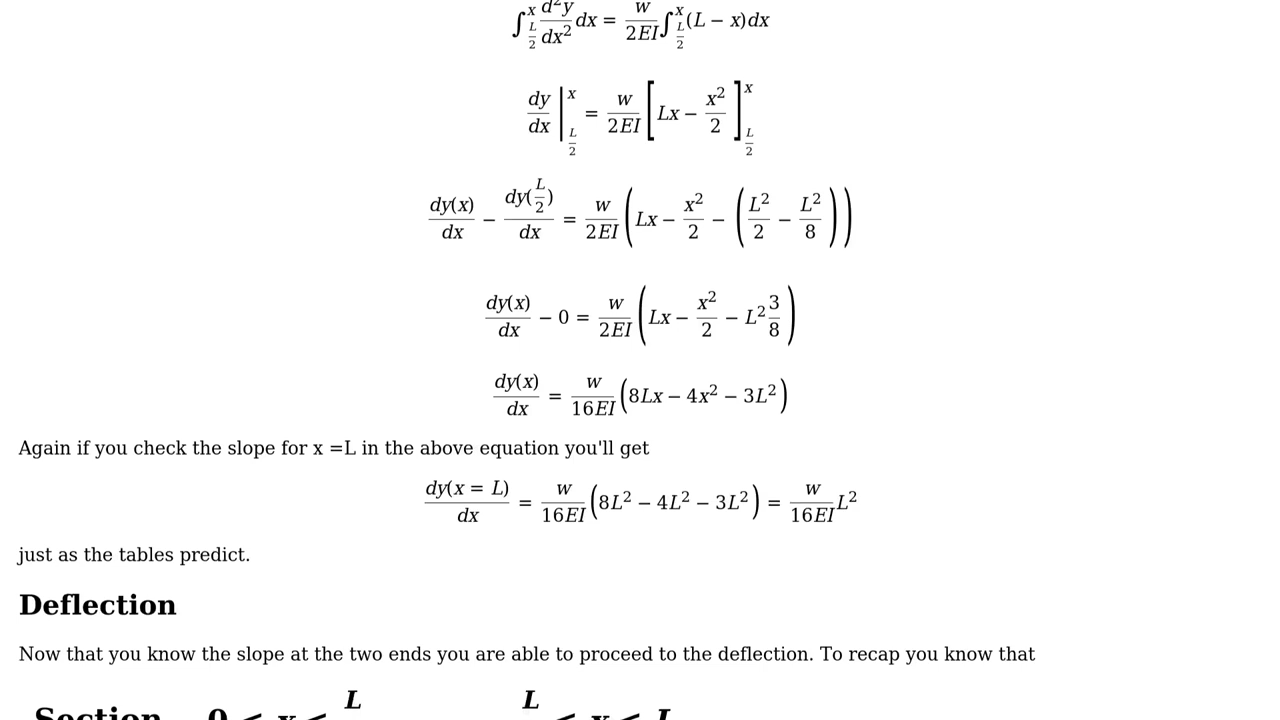 ∫_{L/2}^{x} d²y/dx² dx = w/2EI ∫_{L/2}^{x} (L − x)dx
dy/dx |_{L/2}^{x} = w/2EI [Lx − x²/2]_{L/2}^{x}
dy(x)/dx − dy(L/2)/dx = w/2EI (Lx − x²/2 − (L²/2 − L²/8))
dy(x)/dx − 0 = w/2EI (Lx − x²/2 − L² 3/8)
dy(x)/dx = w/16EI (8Lx − 4x² − 3L²)
Again if you check the slope for x =L in the above equation you'll get
dy(x = L)/dx = w/16EI (8L² − 4L² − 3L²) = w/16EI L²
just as the tables predict.
Deflection
Now that you know the slope at the two ends you are able to proceed to the deflection. To recap you know that
Section 0 < x < L L < x < L